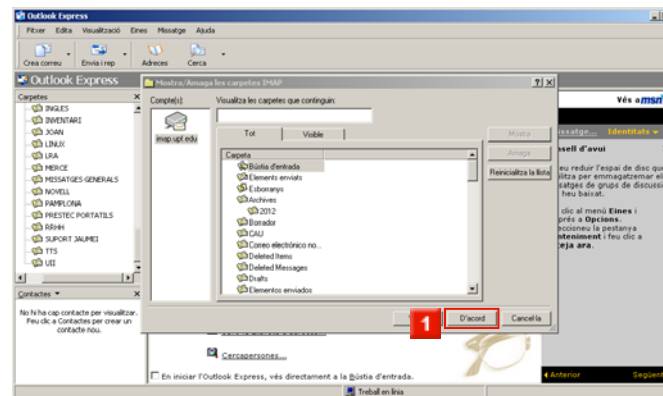 Outlook Express
Fitxer Edita Visualització Eines Missatge Ajuda
Crea correu Envia i rep Adreces Cerca
Outlook Express
Vés a msn
Carpetes
INGLES
INVENTARI
JOAN
LINUX
LRA
MERCE
MISSATGES GENERALS
NOVELL
PAMPLONA
PRESTEC PORTATILS
RRHH
SUPORT JAUMEI
TTS
UII
Contactes
No hi ha cap contacte per visualitzar.
Feu clic a Contactes per crear un
contacte nou.
Mostra/Amaga les carpetes IMAP
Compte(s):
imap.upf.edu
Visualitza les carpetes que continguin:
Tot Visible
Carpeta
Bústia d'entrada
Elements enviats
Esborranys
Archives
2012
Borrador
CAU
Correo electrónico no...
Deleted Items
Deleted Messages
Drafts
Elementos enviados
Mostra
Amaga
Reinicialitza la llista
1
D'acord
Cancel·la
issatge... Identitats
nsell d'avui
eu reduir l'espai de disc que
ilitza per emmagatzemar el
satges de grups de discussi
heu baixat.
clic al menú Eines i
prés a Opcions.
eccioneu la pestanya
nteniment i feu clic a
teja ara.
Cercapersones...
En iniciar l'Outlook Express, vés directament a la Bústia d'entrada.
Anterior Següent
Treball en línia